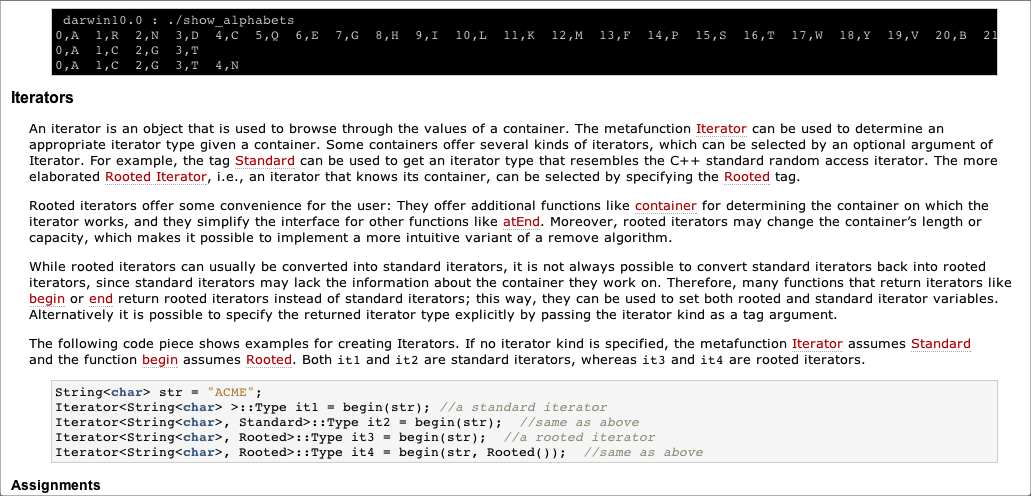 darwin10.0 : ./show_alphabets
0,A 1,R 2,N 3,D 4,C 5,Q 6,E 7,G 8,H 9,I 10,L 11,K 12,M 13,F 14,P 15,S 16,T 17,W 18,Y 19,V 20,B 21
0,A 1,C 2,G 3,T
0,A 1,C 2,G 3,T 4,N
Iterators
An iterator is an object that is used to browse through the values of a container. The metafunction Iterator can be used to determine an
appropriate iterator type given a container. Some containers offer several kinds of iterators, which can be selected by an optional argument of
Iterator. For example, the tag Standard can be used to get an iterator type that resembles the C++ standard random access iterator. The more
elaborated Rooted Iterator, i.e., an iterator that knows its container, can be selected by specifying the Rooted tag.
Rooted iterators offer some convenience for the user: They offer additional functions like container for determining the container on which the
iterator works, and they simplify the interface for other functions like atEnd. Moreover, rooted iterators may change the container's length or
capacity, which makes it possible to implement a more intuitive variant of a remove algorithm.
While rooted iterators can usually be converted into standard iterators, it is not always possible to convert standard iterators back into rooted
iterators, since standard iterators may lack the information about the container they work on. Therefore, many functions that return iterators like
begin or end return rooted iterators instead of standard iterators; this way, they can be used to set both rooted and standard iterator variables.
Alternatively it is possible to specify the returned iterator type explicitly by passing the iterator kind as a tag argument.
The following code piece shows examples for creating Iterators. If no iterator kind is specified, the metafunction Iterator assumes Standard
and the function begin assumes Rooted. Both it1 and it2 are standard iterators, whereas it3 and it4 are rooted iterators.
String<char> str = "ACME";
Iterator<String<char> >::Type it1 = begin(str); //a standard iterator
Iterator<String<char>, Standard>::Type it2 = begin(str); //same as above
Iterator<String<char>, Rooted>::Type it3 = begin(str); //a rooted iterator
Iterator<String<char>, Rooted>::Type it4 = begin(str, Rooted()); //same as above
Assignments